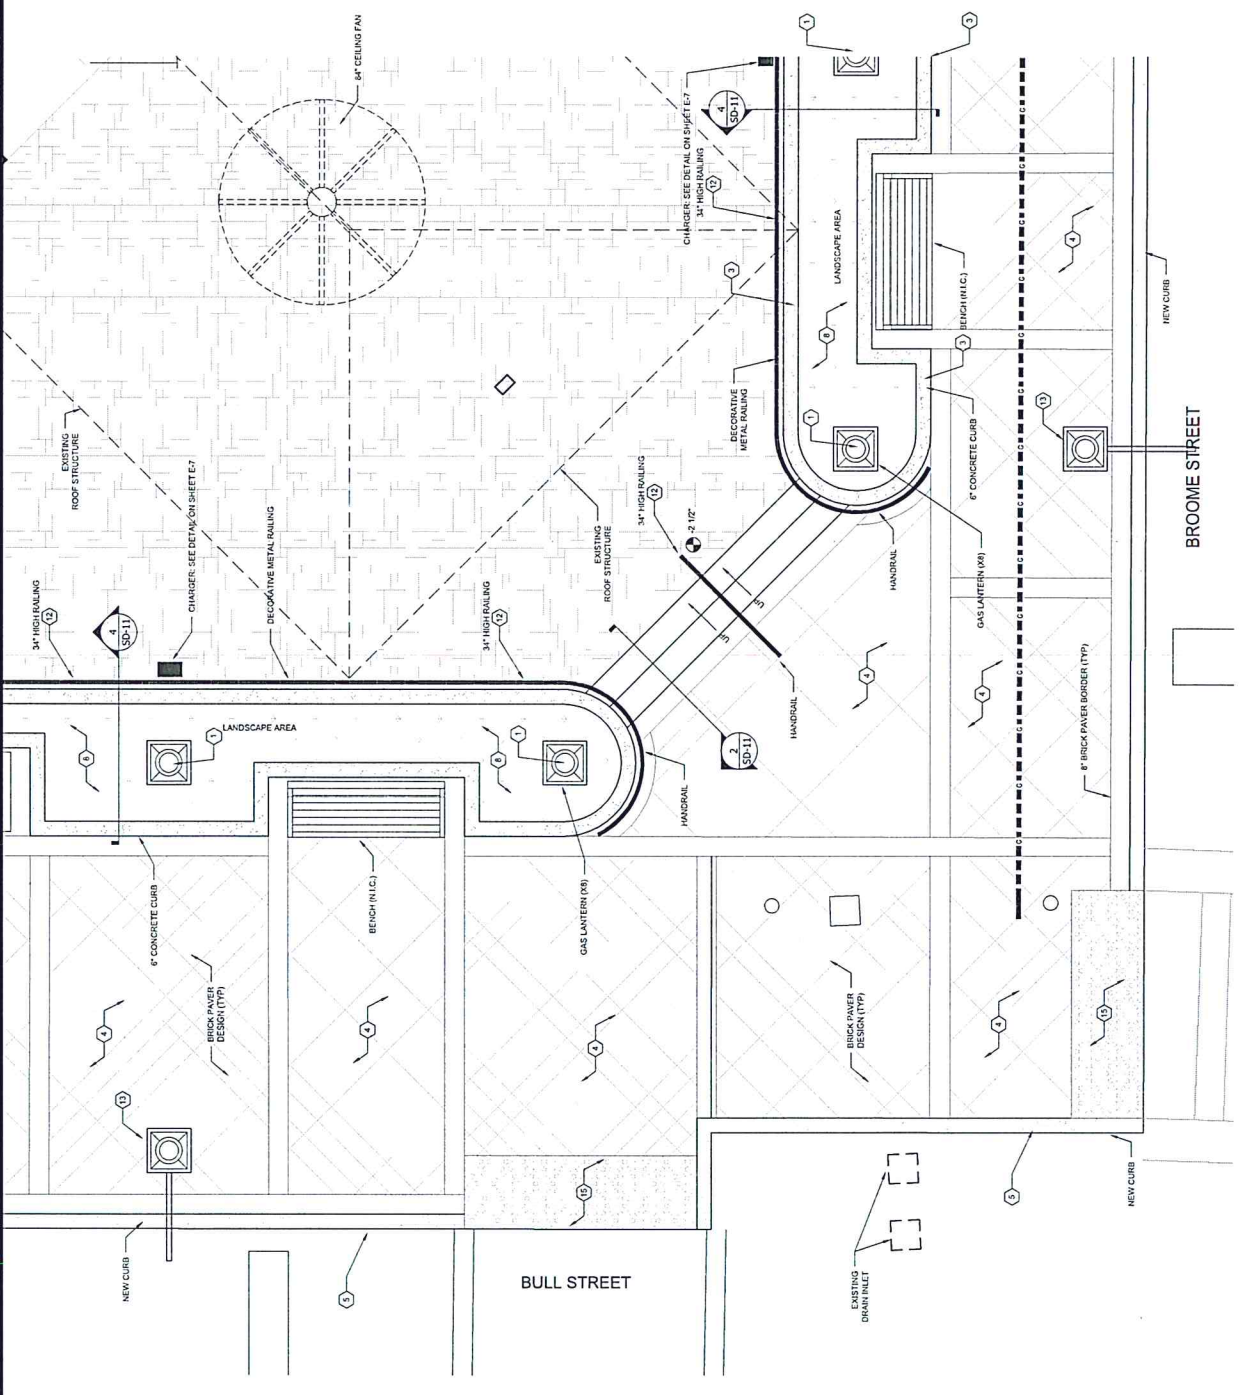 84" CEILING FAN
1
3
CHARGER: SEE DETAIL ON SHEET E-7
34" HIGH RAILING
12
4
SD-11
3
LANDSCAPE AREA
8
4
BENCH (N.I.C.)
3
NEW CURB
EXISTING
ROOF STRUCTURE
CHARGER: SEE DETAIL ON SHEET E-7
DECORATIVE
METAL RAILING
1
13
6" CONCRETE CURB
BROOME STREET
34" HIGH RAILING
12
4
SD-11
DECORATIVE METAL RAILING
34" HIGH RAILING
12
EXISTING
ROOF STRUCTURE
34" HIGH RAILING
12
-2 1/2"
UP
UP
HANDRAIL
GAS LANTERN (X8)
HANDRAIL
4
4
8" BRICK PAVER BORDER (TYP)
LANDSCAPE AREA
8
1
8
1
2
SD-11
HANDRAIL
6" CONCRETE CURB
BENCH (N.I.C.)
GAS LANTERN (X8)
G
BRICK PAVER
DESIGN (TYP)
4
4
4
BRICK PAVER
DESIGN (TYP)
4
15
13
15
NEW CURB
5
BULL STREET
EXISTING
DRAIN INLET
5
NEW CURB